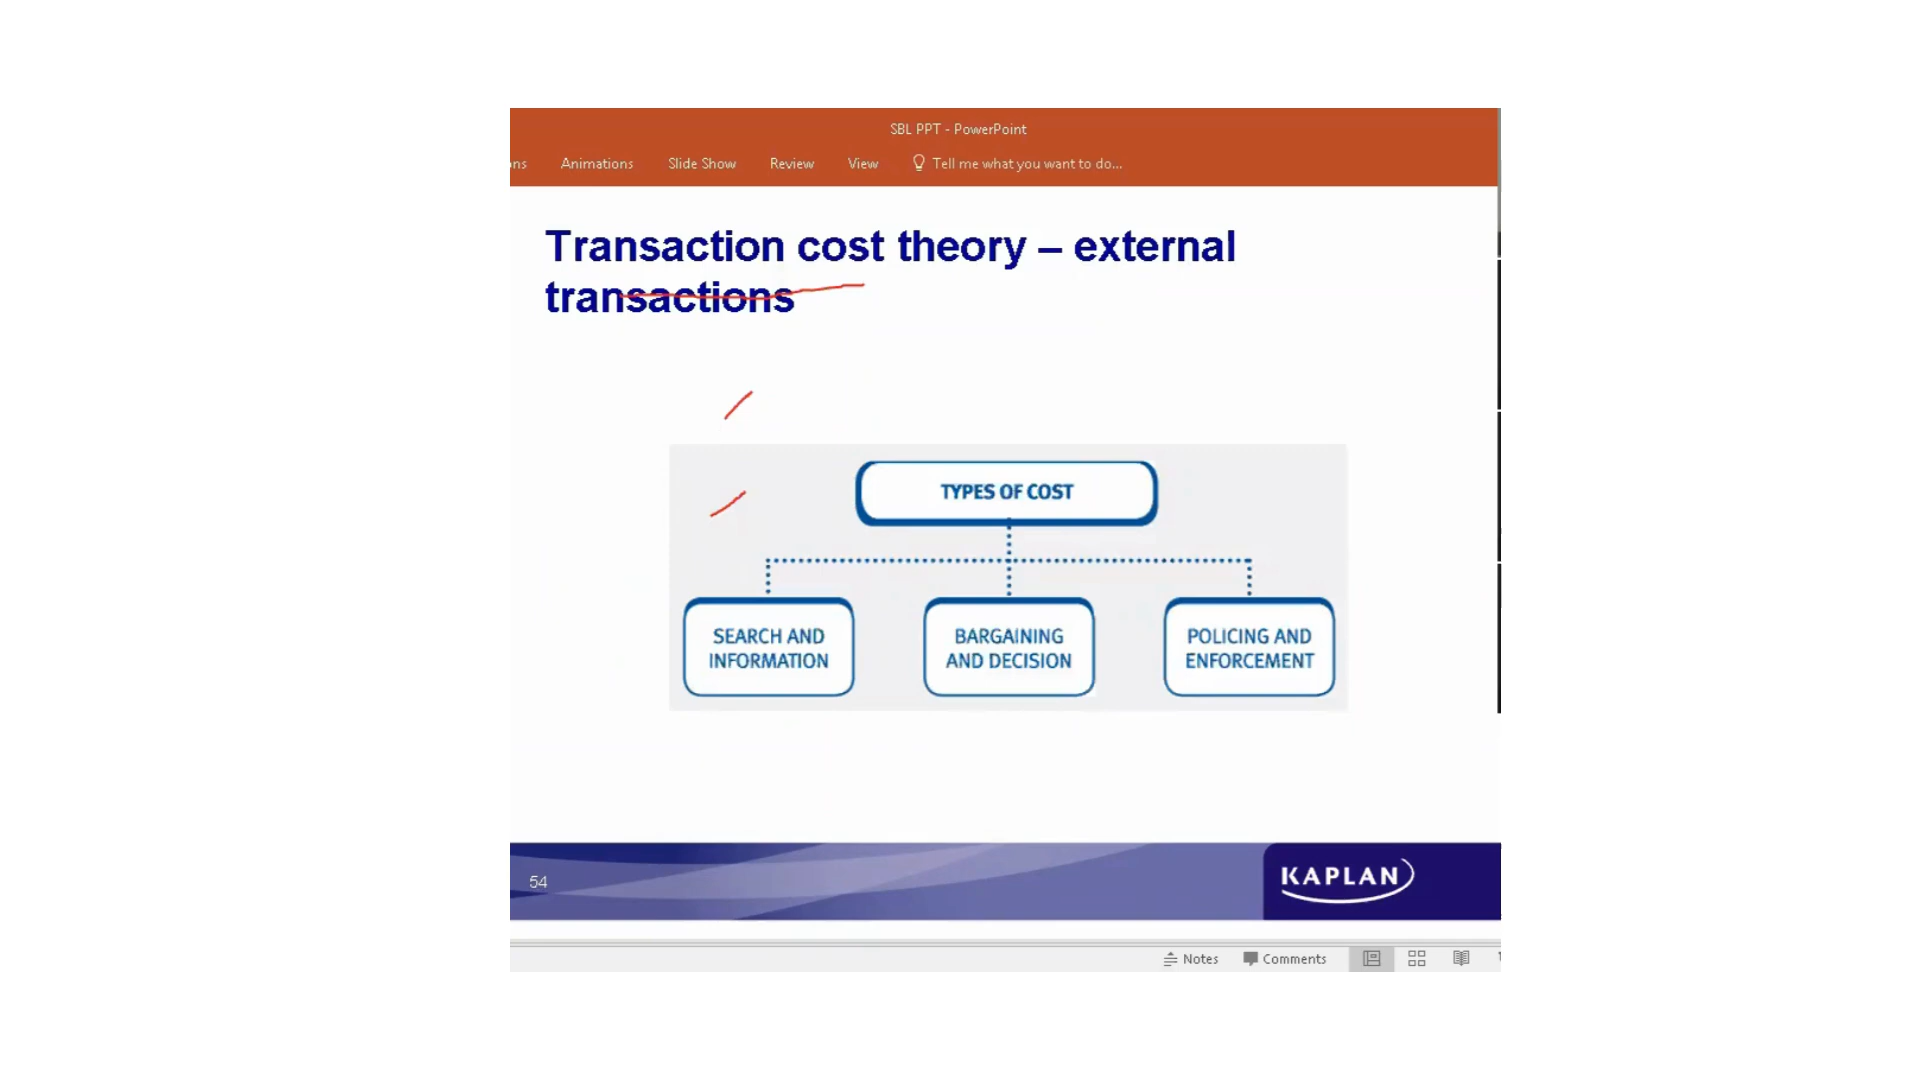 SBL PPT - PowerPoint
ons Animations Slide Show Review View Tell me what you want to do...
Transaction cost theory – external
transactions
TYPES OF COST
SEARCH AND
INFORMATION
BARGAINING
AND DECISION
POLICING AND
ENFORCEMENT
54
KAPLAN
Notes Comments